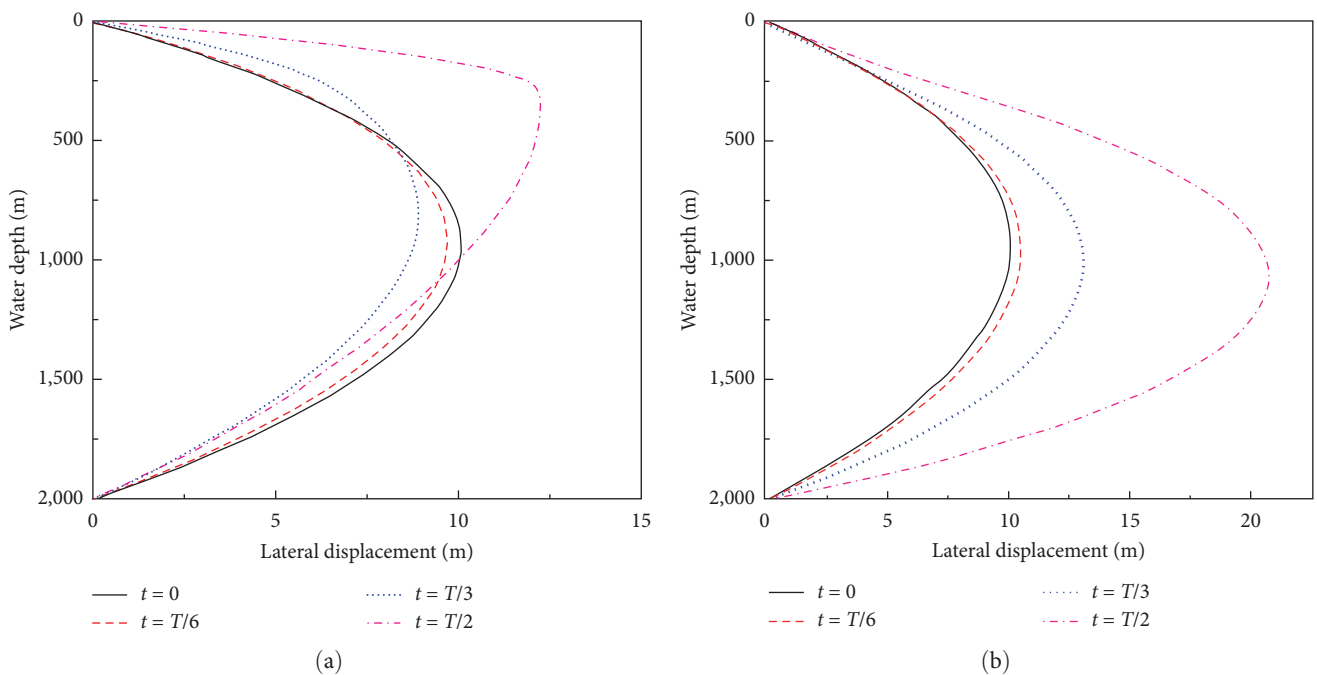 0
500
1,000
1,500
2,000
Water depth (m)
0
5
10
15
Lateral displacement (m)
t = 0
t = T/3
t = T/6
t = T/2
(a)
0
500
1,000
1,500
2,000
Water depth (m)
0
5
10
15
20
Lateral displacement (m)
t = 0
t = T/3
t = T/6
t = T/2
(b)